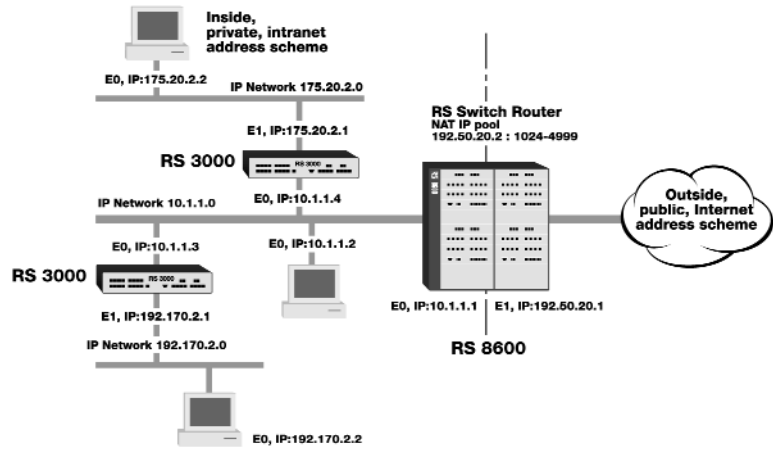 Inside,
private, intranet
address scheme
E0, IP:175.20.2.2
IP Network 175.20.2.0
E1, IP:175.20.2.1
RS 3000
RS 3000
E0, IP:10.1.1.4
RS Switch Router
NAT IP pool
192.50.20.2 : 1024-4999
Outside,
public, Internet
address scheme
IP Network 10.1.1.0
E0, IP:10.1.1.3
E0, IP:10.1.1.2
RS 3000
RS 3000
E1, IP:192.170.2.1
E0, IP:10.1.1.1
E1, IP:192.50.20.1
RS 8600
IP Network 192.170.2.0
E0, IP:192.170.2.2